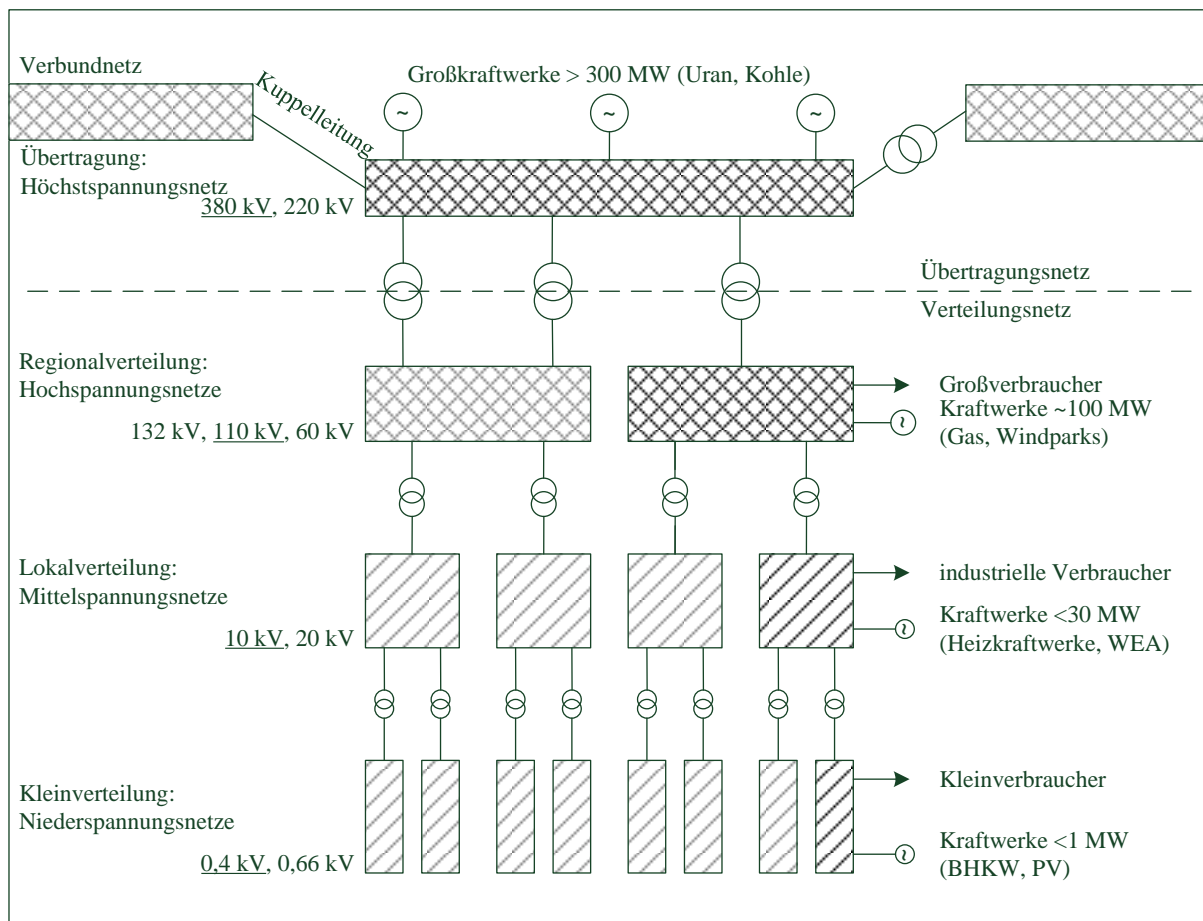 Verbundnetz
Kuppelleitung
Großkraftwerke > 300 MW (Uran, Kohle)
~
~
~
Übertragung:
Höchstspannungsnetz
380 kV, 220 kV
Übertragungsnetz
Verteilungsnetz
Regionalverteilung:
Hochspannungsnetze
132 kV, 110 kV, 60 kV
Großverbraucher
Kraftwerke ~100 MW
~
(Gas, Windparks)
Lokalverteilung:
Mittelspannungsnetze
10 kV, 20 kV
industrielle Verbraucher
Kraftwerke <30 MW
~
(Heizkraftwerke, WEA)
Kleinverteilung:
Niederspannungsnetze
0,4 kV, 0,66 kV
Kleinverbraucher
Kraftwerke <1 MW
~
(BHKW, PV)